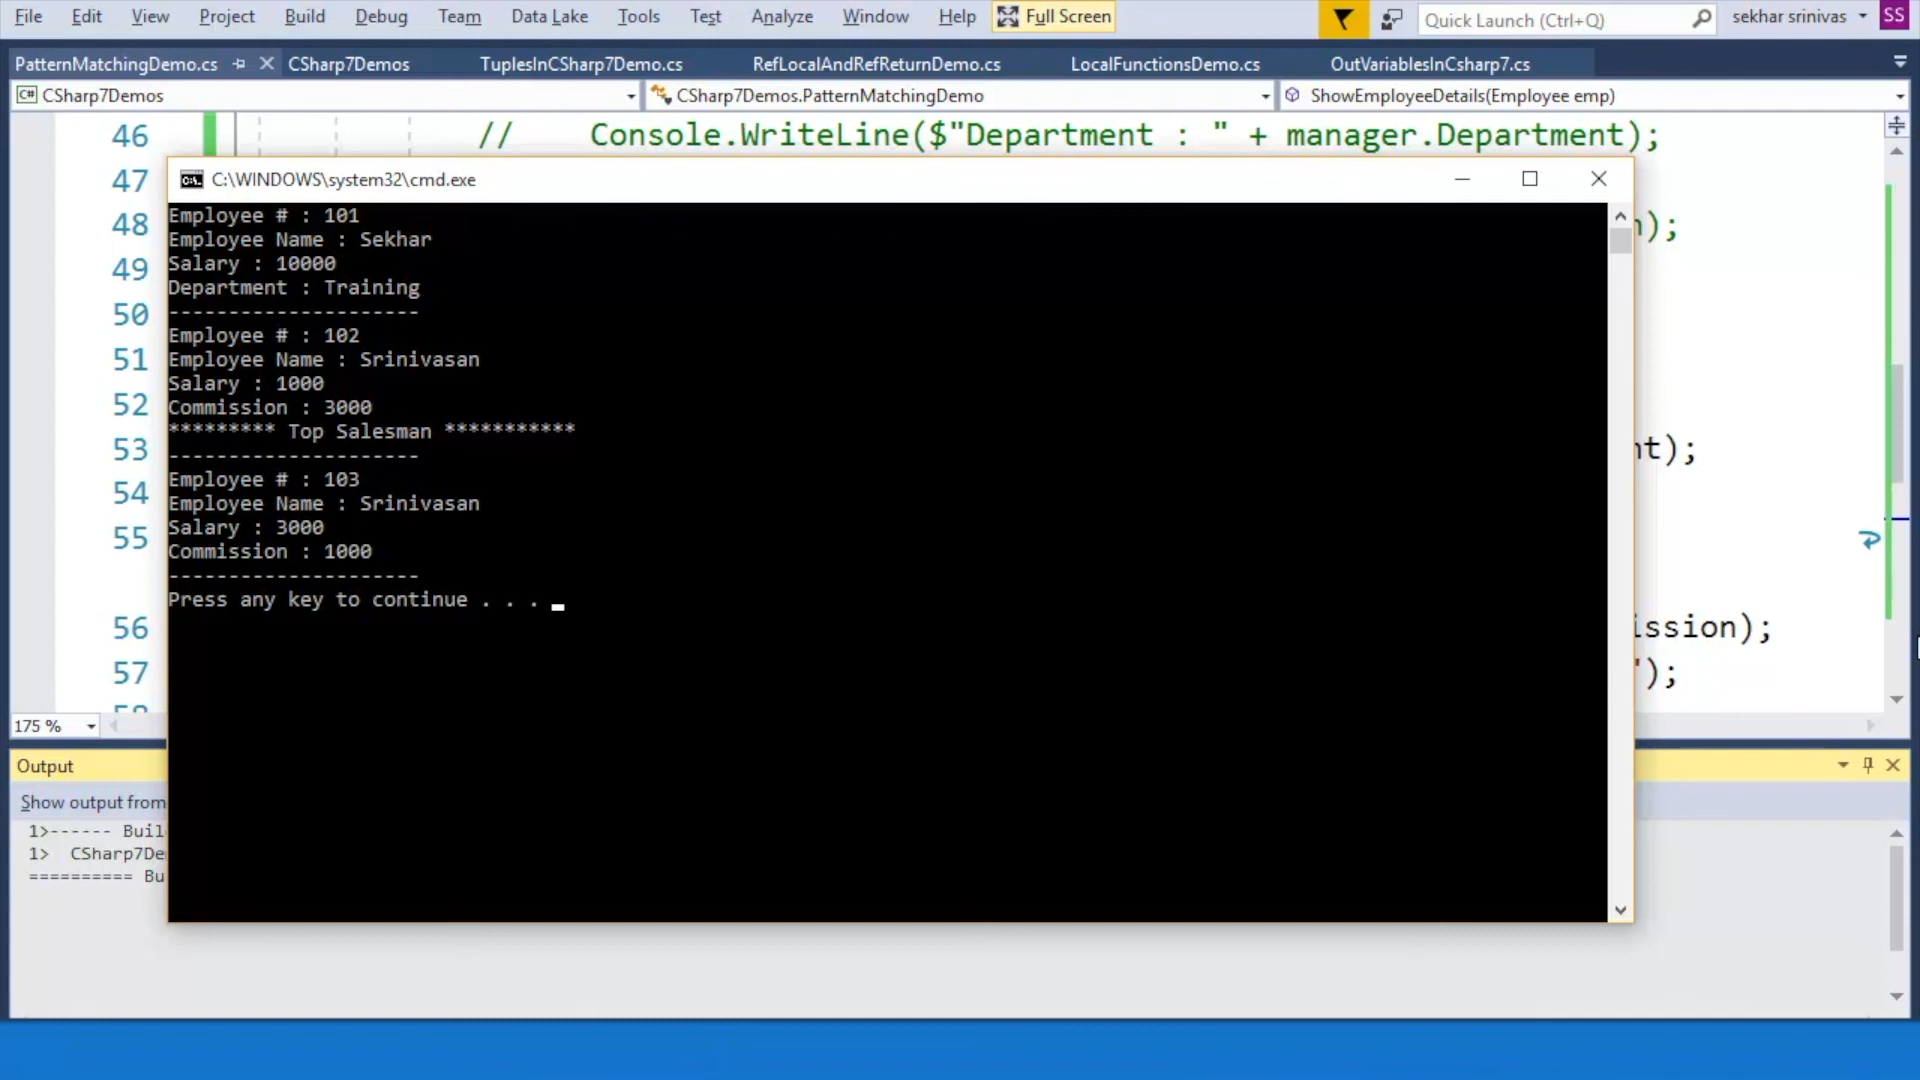 File Edit View Project Build Debug Team Data Lake Tools Test Analyze Window Help Full Screen Quick Launch (Ctrl+Q) sekhar srinivas SS
PatternMatchingDemo.cs CSharp7Demos TuplesInCSharp7Demo.cs RefLocalAndRefReturnDemo.cs LocalFunctionsDemo.cs OutVariablesInCsharp7.cs
C# CSharp7Demos CSharp7Demos.PatternMatchingDemo ShowEmployeeDetails(Employee emp)
46 // Console.WriteLine($"Department : " + manager.Department);
47
C:\WINDOWS\system32\cmd.exe
Employee # : 101
48 );
Employee Name : Sekhar
Salary : 10000
49
Department : Training
---------------------
50
Employee # : 102
Employee Name : Srinivasan
51
Salary : 1000
52
Commission : 3000
********* Top Salesman ***********
53 nt);
---------------------
Employee # : 103
54
Employee Name : Srinivasan
Salary : 3000
55
Commission : 1000
---------------------
Press any key to continue . . .
56 ission);
57 ");
175 %
Output
Show output from
1>------ Buil
1> CSharp7De
========== Bu